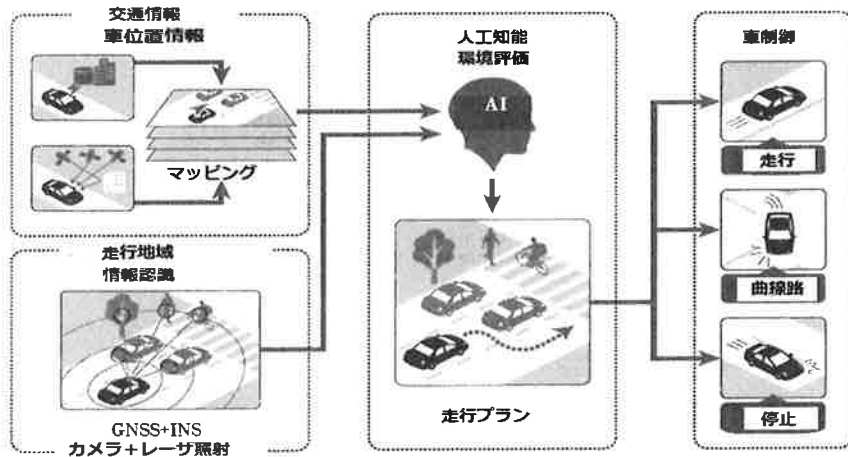 交通情報
車位置情報
マッピング
走行地域
情報認識
GNSS+INS
カメラ+レーザ照射
人工知能
環境評価
AI
走行プラン
車制御
走行
曲線路
停止